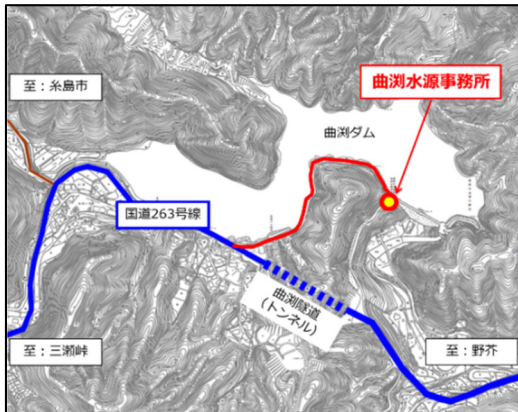 至：糸島市
曲渕水源事務所
曲渕ダム
国道263号線
曲渕隧道
(トンネル)
至：三瀬峠
至：野芥